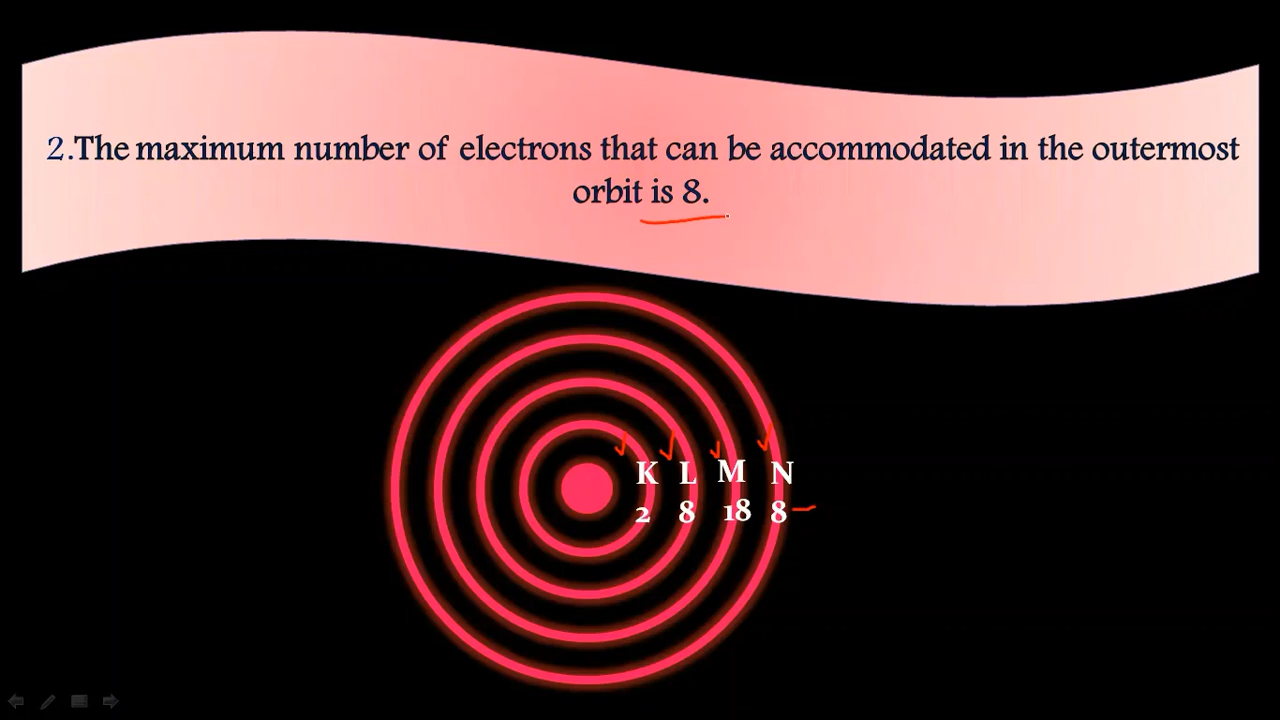 2.The maximum number of electrons that can be accommodated in the outermost
orbit is 8.
K L M N
2 8 18 8